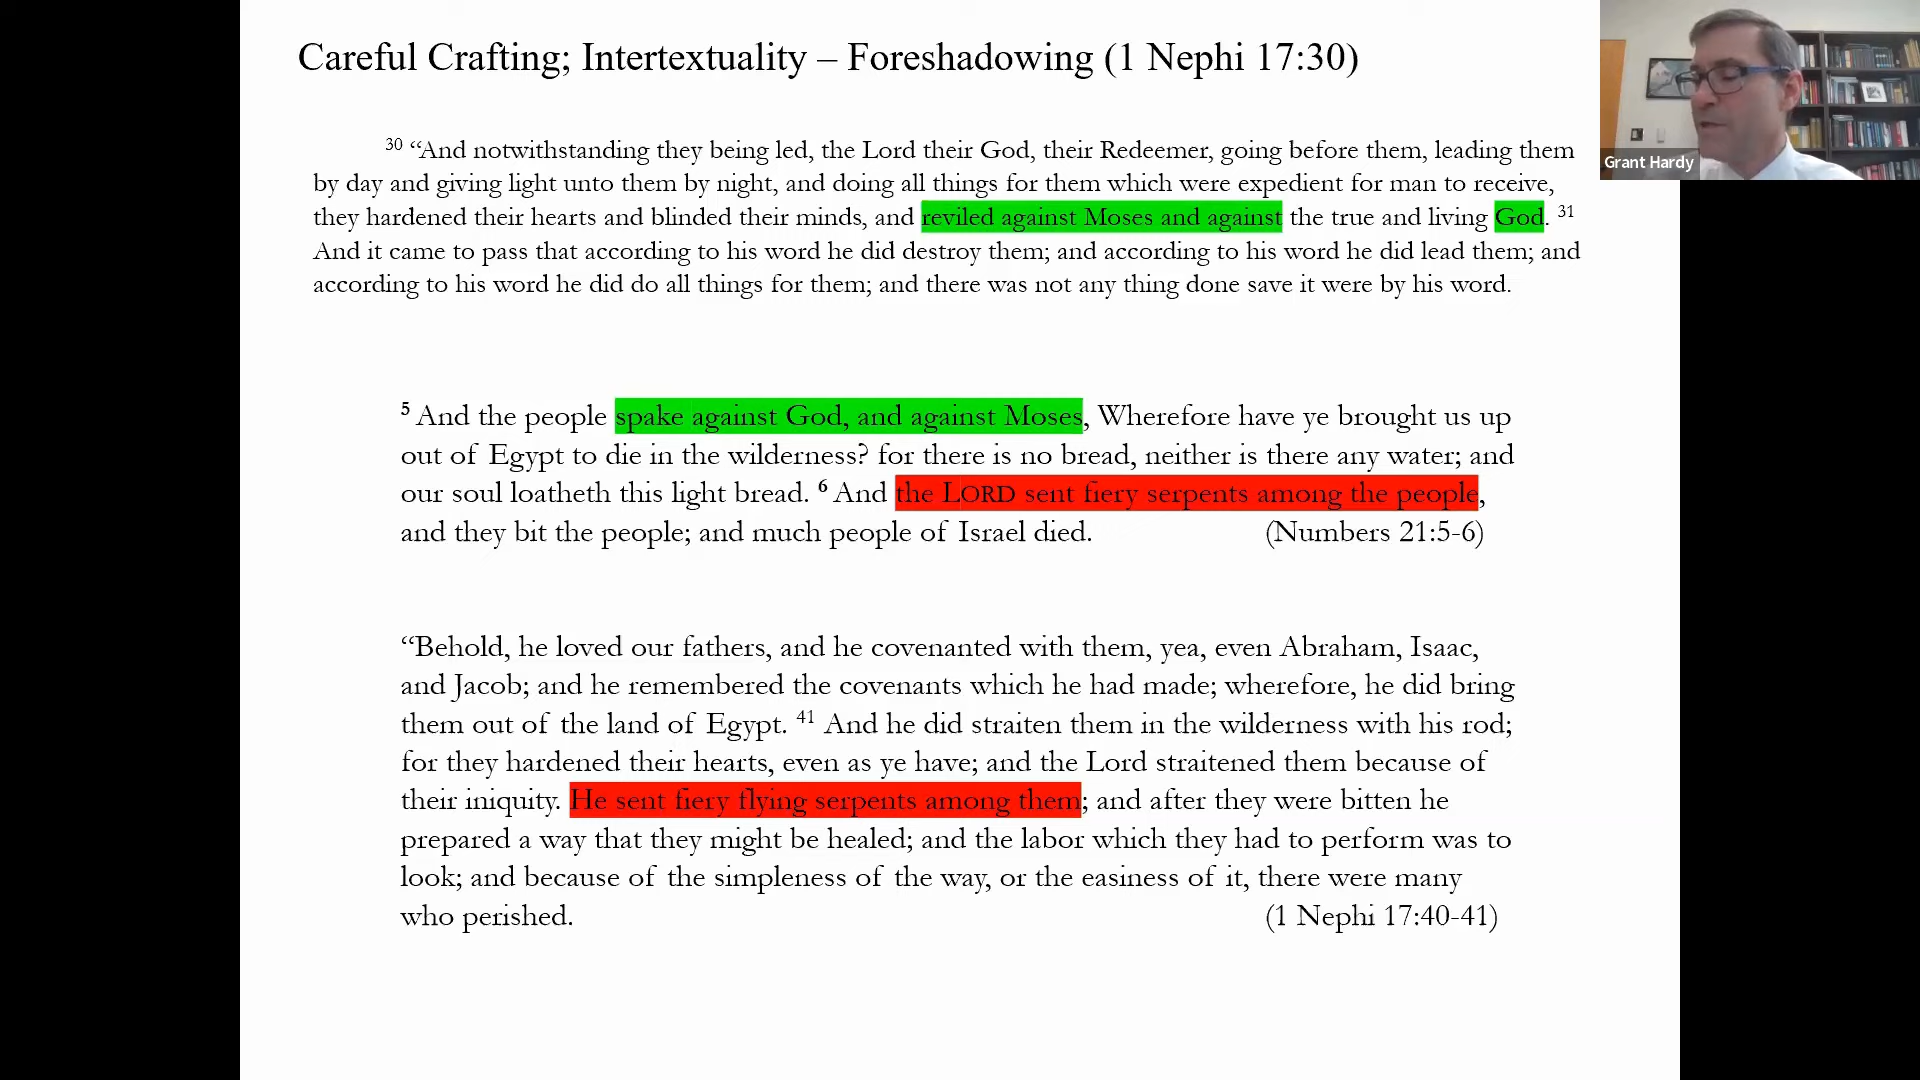 Careful Crafting; Intertextuality – Foreshadowing (1 Nephi 17:30)
Grant Hardy
30 “And notwithstanding they being led, the Lord their God, their Redeemer, going before them, leading them
by day and giving light unto them by night, and doing all things for them which were expedient for man to receive,
they hardened their hearts and blinded their minds, and reviled against Moses and against the true and living God. 31
And it came to pass that according to his word he did destroy them; and according to his word he did lead them; and
according to his word he did do all things for them; and there was not any thing done save it were by his word.
5 And the people spake against God, and against Moses, Wherefore have ye brought us up
out of Egypt to die in the wilderness? for there is no bread, neither is there any water; and
our soul loatheth this light bread. 6 And the LORD sent fiery serpents among the people,
and they bit the people; and much people of Israel died. (Numbers 21:5-6)
“Behold, he loved our fathers, and he covenanted with them, yea, even Abraham, Isaac,
and Jacob; and he remembered the covenants which he had made; wherefore, he did bring
them out of the land of Egypt. 41 And he did straiten them in the wilderness with his rod;
for they hardened their hearts, even as ye have; and the Lord straitened them because of
their iniquity. He sent fiery flying serpents among them; and after they were bitten he
prepared a way that they might be healed; and the labor which they had to perform was to
look; and because of the simpleness of the way, or the easiness of it, there were many
who perished. (1 Nephi 17:40-41)